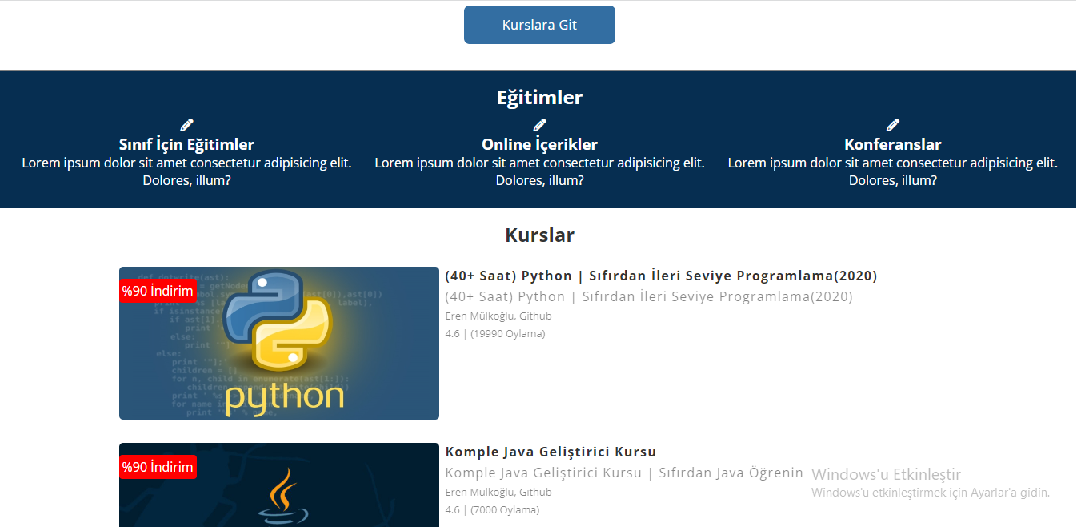 Kurslara Git
Eğitimler
Sınıf İçin Eğitimler
Lorem ipsum dolor sit amet consectetur adipisicing elit.
Dolores, illum?
Online İçerikler
Lorem ipsum dolor sit amet consectetur adipisicing elit.
Dolores, illum?
Konferanslar
Lorem ipsum dolor sit amet consectetur adipisicing elit.
Dolores, illum?
Kurslar
%90 İndirim
python
(40+ Saat) Python | Sıfırdan İleri Seviye Programlama(2020)
(40+ Saat) Python | Sıfırdan İleri Seviye Programlama(2020)
Eren Mülkoğlu, Github
4.6 | (19990 Oylama)
%90 İndirim
Komple Java Geliştirici Kursu
Komple Java Geliştirici Kursu | Sıfırdan Java Öğrenin
Eren Mülkoğlu, Github
4.6 | (7000 Oylama)
Windows'u Etkinleştir
Windows'u etkinleştirmek için Ayarlar'a gidin.